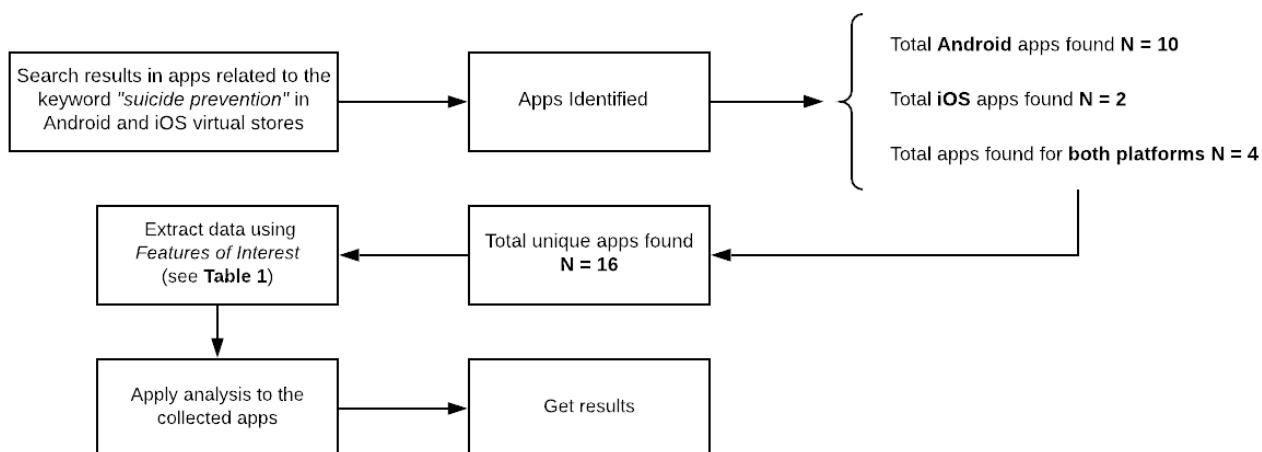 Search results in apps related to the
keyword "suicide prevention" in
Android and iOS virtual stores
Apps Identified
Total Android apps found N = 10
Total iOS apps found N = 2
Total apps found for both platforms N = 4
Total unique apps found
N = 16
Extract data using
Features of Interest
(see Table 1)
Apply analysis to the
collected apps
Get results